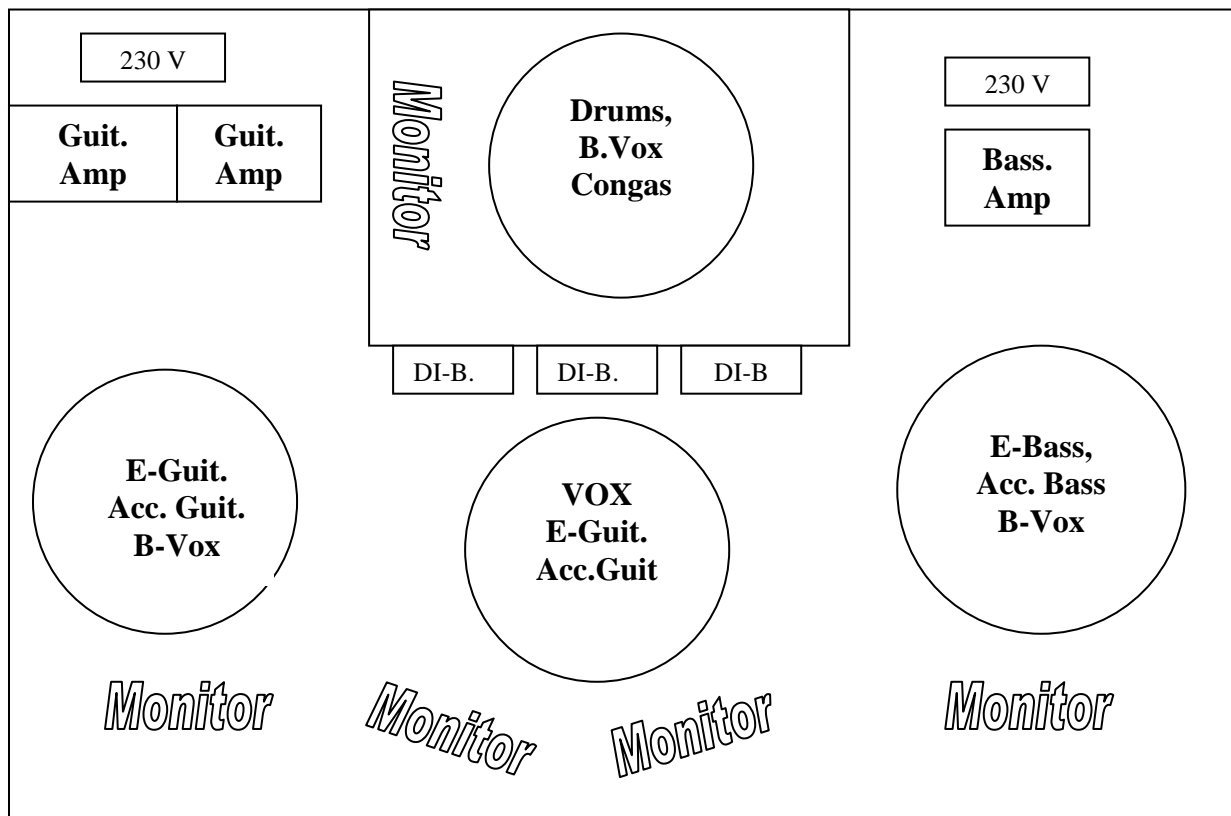 230 V
Guit.
Amp
Guit.
Amp
Monitor
Drums,
B.Vox
Congas
230 V
Bass.
Amp
DI-B.
DI-B.
DI-B
E-Guit.
Acc. Guit.
B-Vox
VOX
E-Guit.
Acc.Guit
E-Bass,
Acc. Bass
B-Vox
Monitor
Monitor
Monitor
Monitor